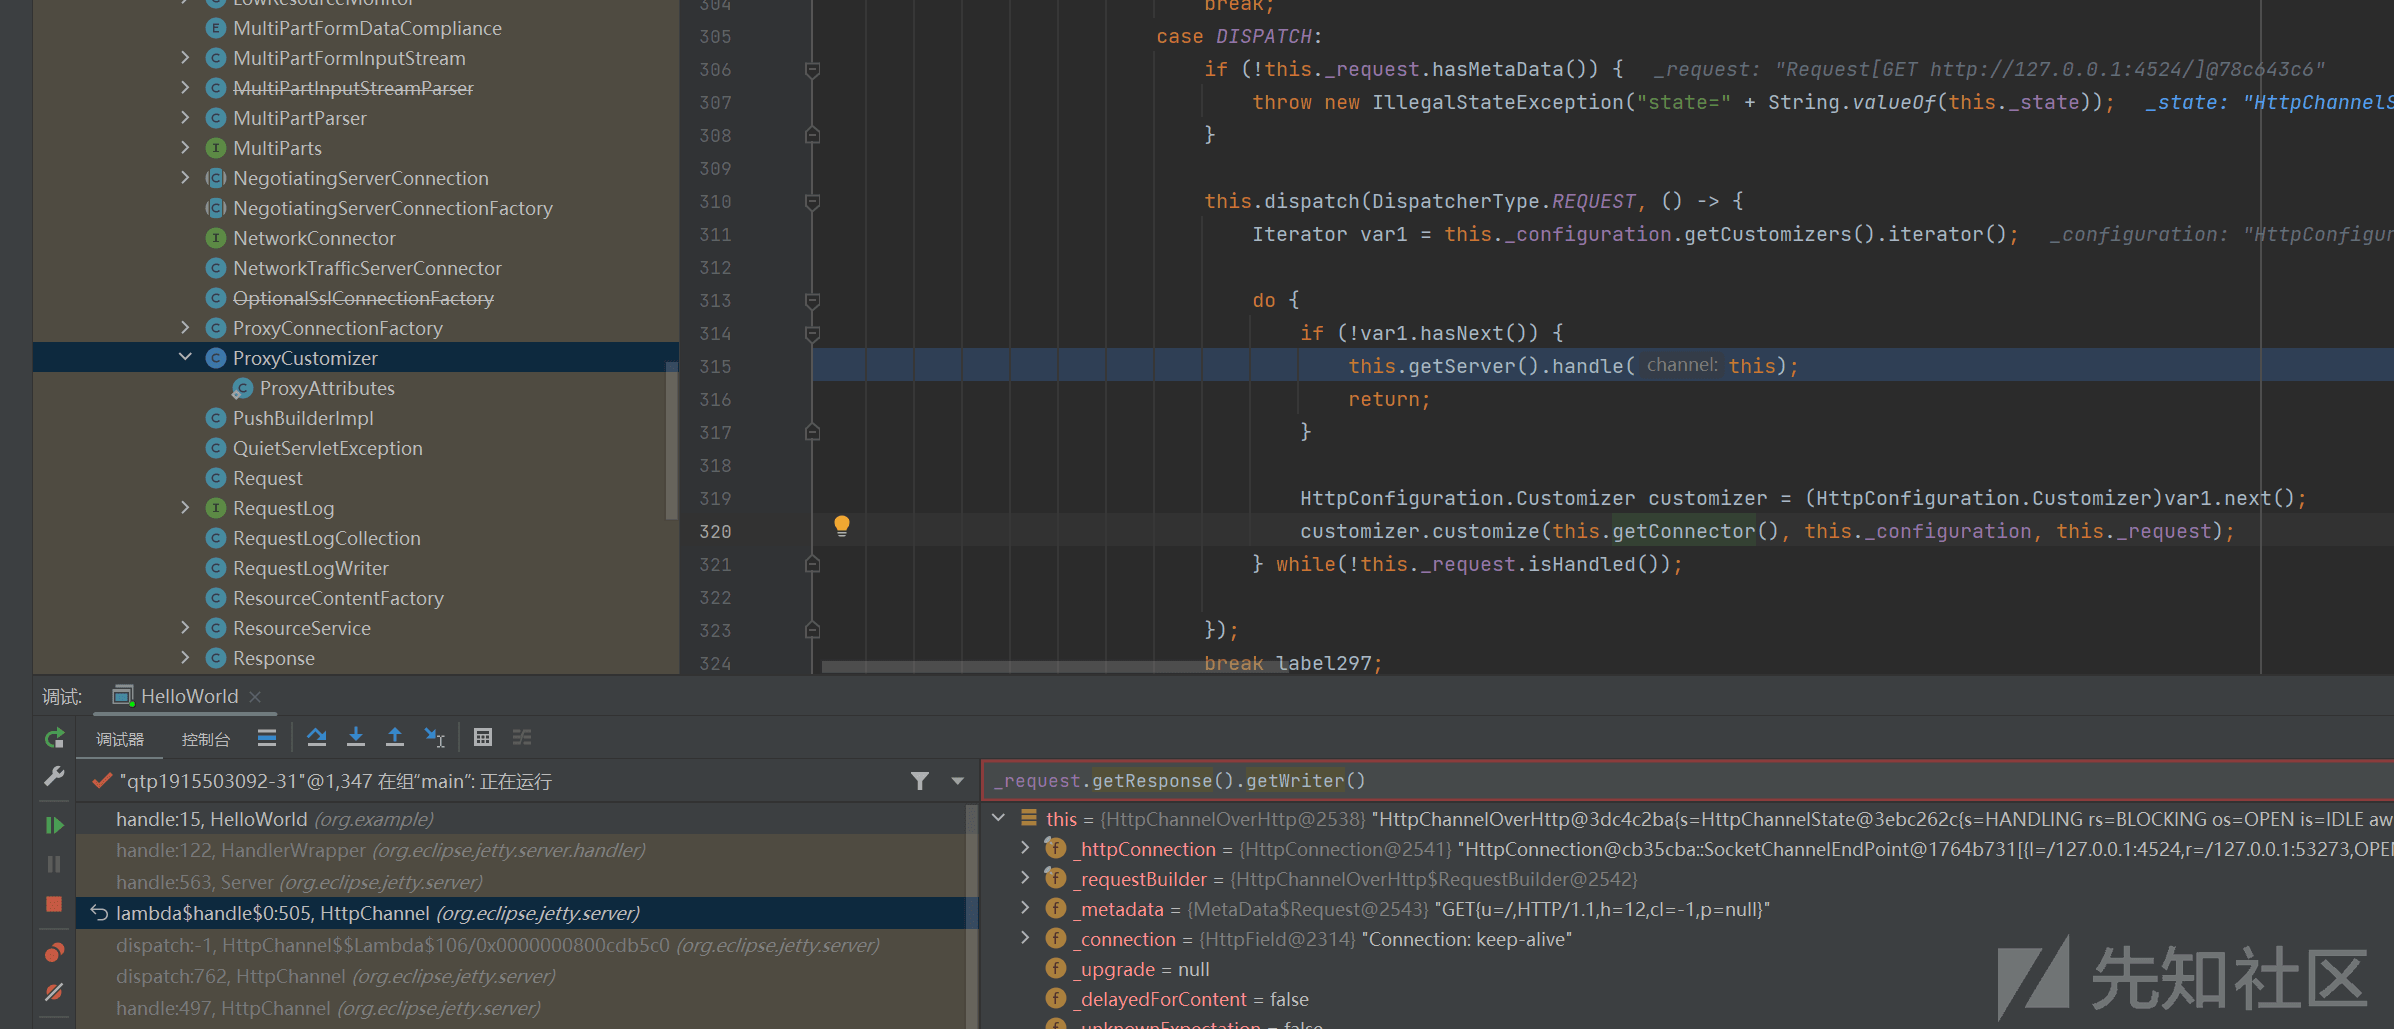 LowResourceMonitor
MultiPartFormDataCompliance
MultiPartFormInputStream
MultiPartInputStreamParser
MultiPartParser
MultiParts
NegotiatingServerConnection
NegotiatingServerConnectionFactory
NetworkConnector
NetworkTrafficServerConnector
OptionalSslConnectionFactory
ProxyConnectionFactory
ProxyCustomizer
ProxyAttributes
PushBuilderImpl
QuietServletException
Request
RequestLog
RequestLogCollection
RequestLogWriter
ResourceContentFactory
ResourceService
Response
304 break;
305 case DISPATCH:
306 if (!this._request.hasMetaData()) { _request: "Request[GET http://127.0.0.1:4524/]@78c643c6"
307 throw new IllegalStateException("state=" + String.valueOf(this._state)); _state: "HttpChannelS
308 }
309
310 this.dispatch(DispatcherType.REQUEST, () -> {
311 Iterator var1 = this._configuration.getCustomizers().iterator(); _configuration: "HttpConfigur
312
313 do {
314 if (!var1.hasNext()) {
315 this.getServer().handle( channel: this);
316 return;
317 }
318
319 HttpConfiguration.Customizer customizer = (HttpConfiguration.Customizer)var1.next();
320 customizer.customize(this.getConnector(), this._configuration, this._request);
321 } while(!this._request.isHandled());
322
323 });
324 break label297;
调试: HelloWorld
调试器 控制台
"qtp1915503092-31"@1,347 在组"main": 正在运行
handle:15, HelloWorld (org.example)
handle:122, HandlerWrapper (org.eclipse.jetty.server.handler)
handle:563, Server (org.eclipse.jetty.server)
lambda$handle$0:505, HttpChannel (org.eclipse.jetty.server)
dispatch:-1, HttpChannel$$Lambda$106/0x0000000800cdb5c0 (org.eclipse.jetty.server)
dispatch:762, HttpChannel (org.eclipse.jetty.server)
handle:497, HttpChannel (org.eclipse.jetty.server)
_request.getResponse().getWriter()
this = {HttpChannelOverHttp@2538} "HttpChannelOverHttp@3dc4c2ba{s=HttpChannelState@3ebc262c{s=HANDLING rs=BLOCKING os=OPEN is=IDLE aw
_httpConnection = {HttpConnection@2541} "HttpConnection@cb35cba::SocketChannelEndPoint@1764b731[{l=/127.0.0.1:4524,r=/127.0.0.1:53273,OPEN
_requestBuilder = {HttpChannelOverHttp$RequestBuilder@2542}
_metadata = {MetaData$Request@2543} "GET{u=/,HTTP/1.1,h=12,cl=-1,p=null}"
_connection = {HttpField@2314} "Connection: keep-alive"
_upgrade = null
_delayedForContent = false
_unknownExpectation = false
先知社区